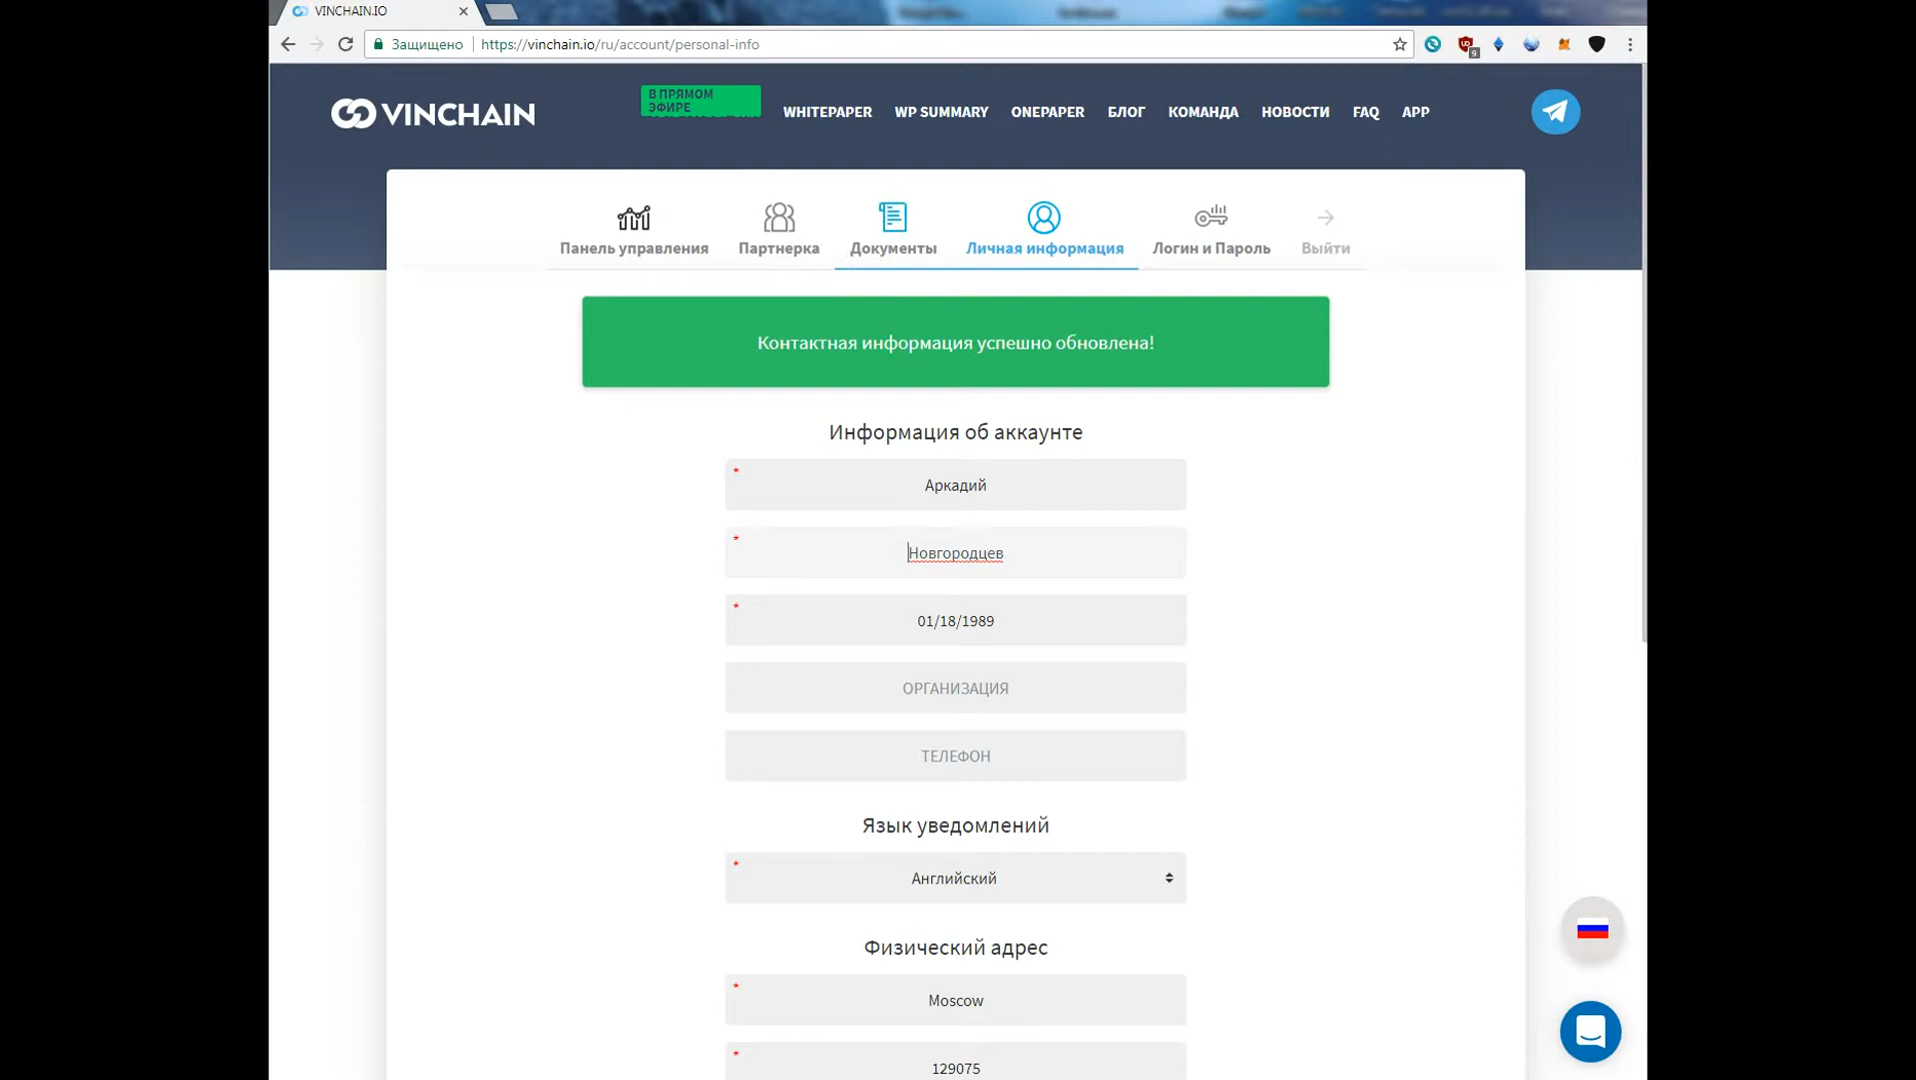 VINCHAIN.IO
Защищено
https://vinchain.io/ru/account/personal-info
9
VINCHAIN
В ПРЯМОМ
ЭФИРЕ
WHITEPAPER
WP SUMMARY
ONEPAPER
БЛОГ
КОМАНДА
НОВОСТИ
FAQ
APP
Панель управления
Партнерка
Документы
Личная информация
Логин и Пароль
Выйти
Контактная информация успешно обновлена!
Информация об аккаунте
* Аркадий
* Новгородцев
* 01/18/1989
ОРГАНИЗАЦИЯ
ТЕЛЕФОН
Язык уведомлений
* Английский
Физический адрес
* Moscow
* 129075